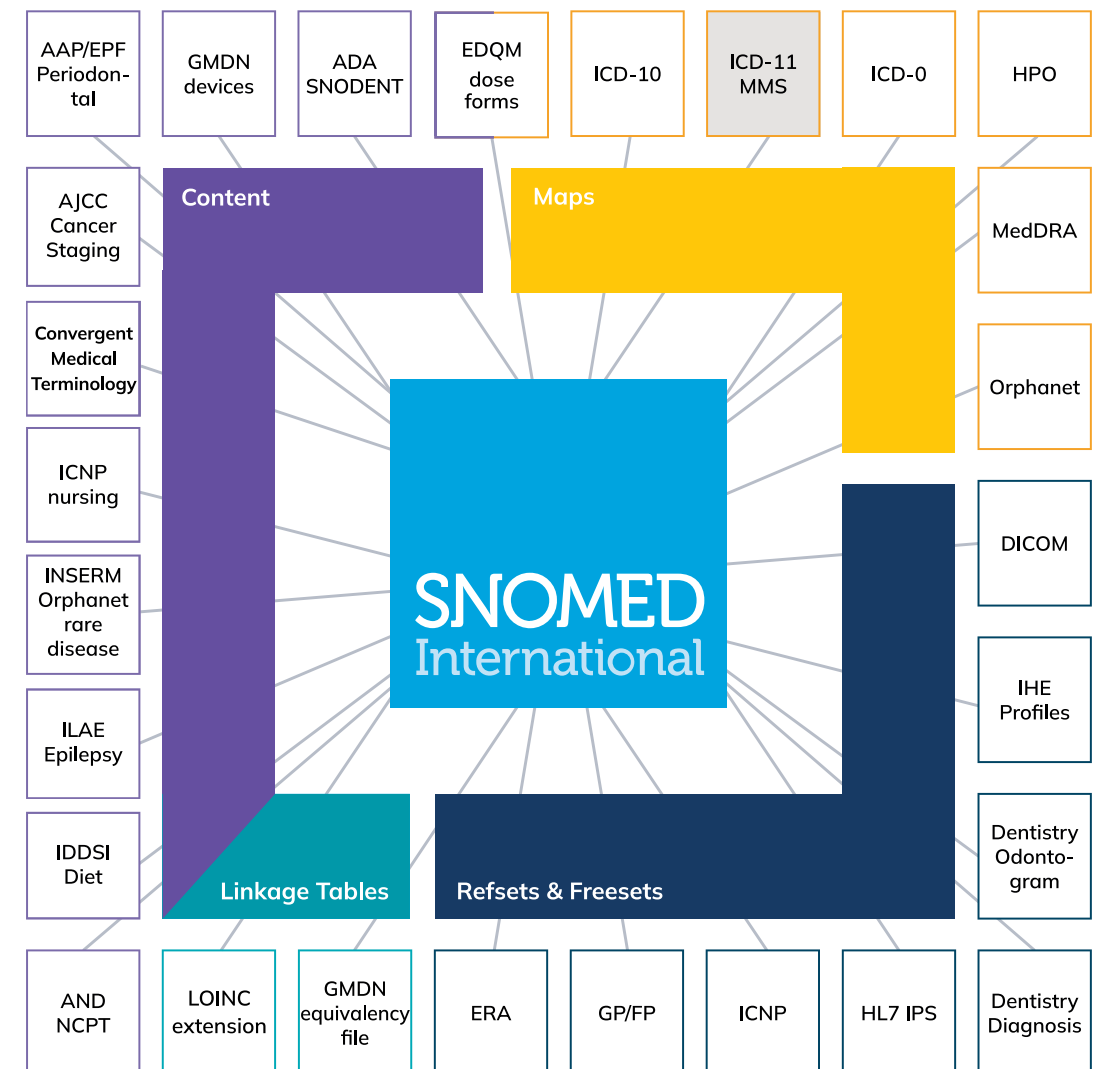 AAP/EPF
Periodon-
tal
GMDN
devices
ADA
SNODENT
EDQM
dose
forms
ICD-10
ICD-11
MMS
ICD-0
HPO
Content
Maps
AJCC
Cancer
Staging
MedDRA
Convergent
Medical
Terminology
Orphanet
ICNP
nursing
DICOM
INSERM
Orphanet
rare
disease
SNOMED
International
IHE
Profiles
ILAE
Epilepsy
IDDSI
Diet
Linkage Tables
Refsets & Freesets
Dentistry
Odonto-
gram
AND
NCPT
LOINC
extension
GMDN
equivalency
file
ERA
GP/FP
ICNP
HL7 IPS
Dentistry
Diagnosis